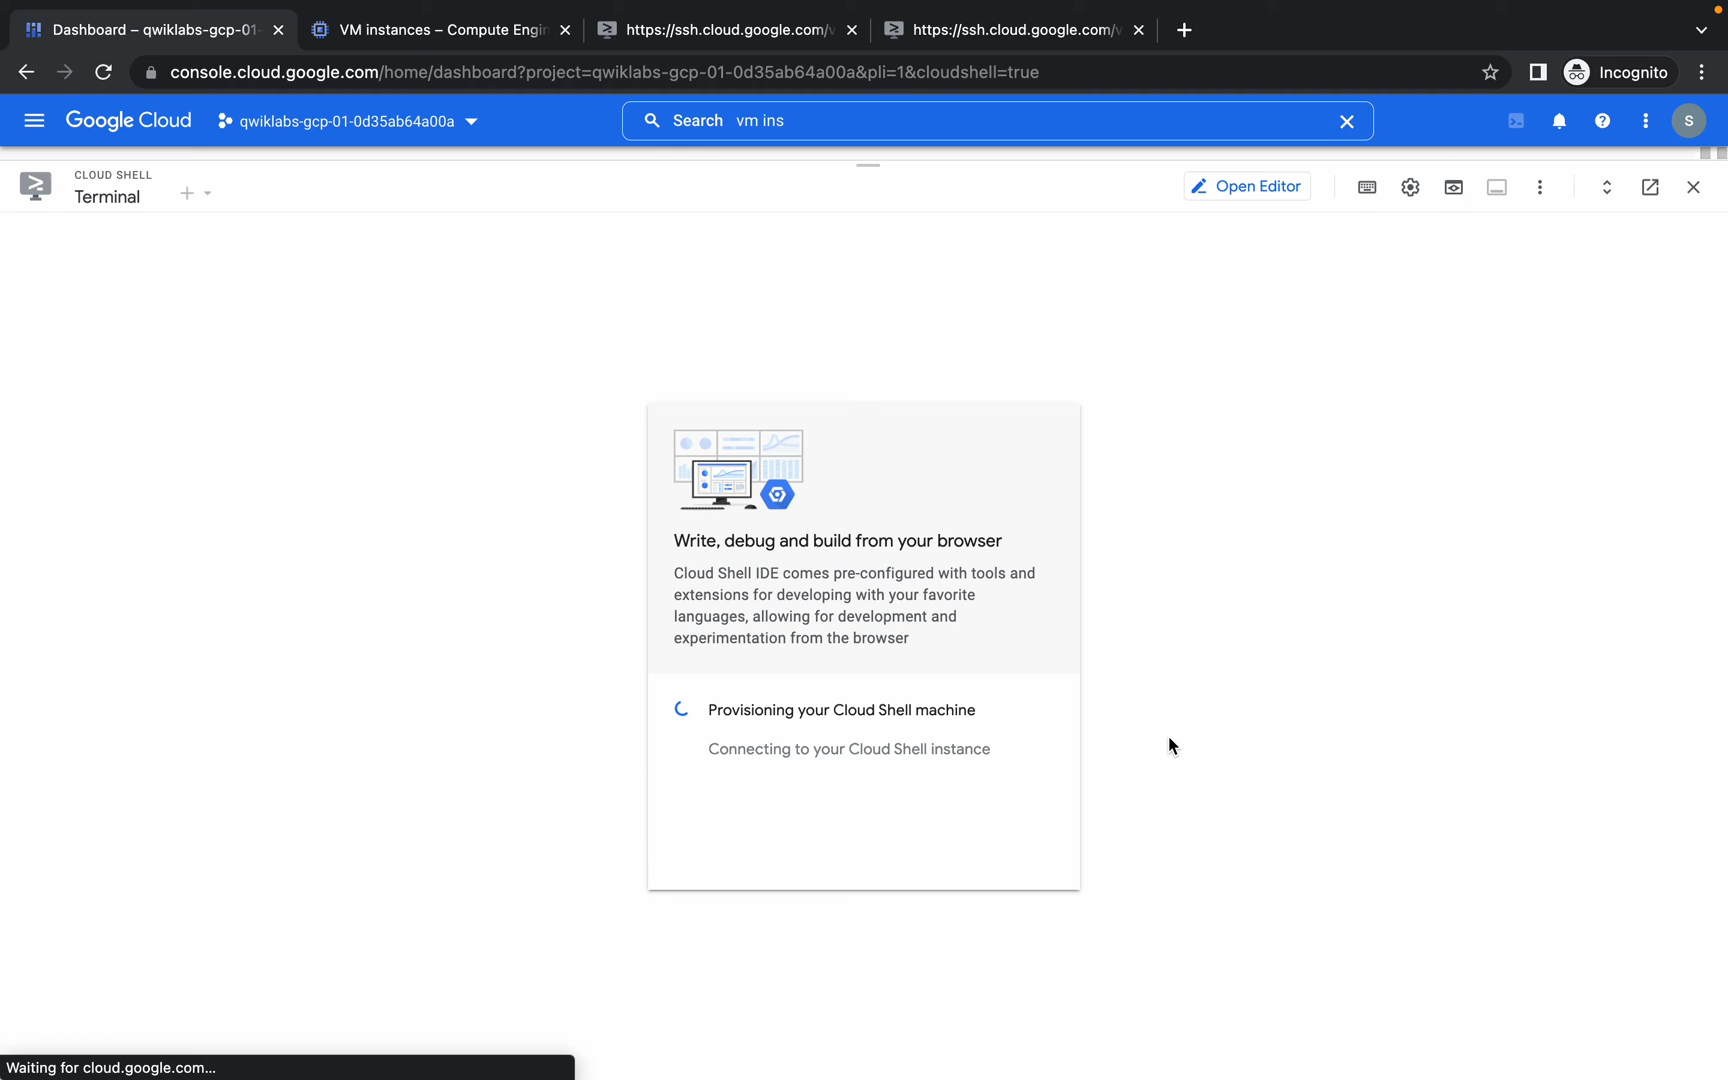 Dashboard – qwiklabs-gcp-01-
VM instances – Compute Engin
https://ssh.cloud.google.com/v
https://ssh.cloud.google.com/v
console.cloud.google.com/home/dashboard?project=qwiklabs-gcp-01-0d35ab64a00a&pli=1&cloudshell=true
Incognito
Google Cloud
qwiklabs-gcp-01-0d35ab64a00a
Search vm ins
S
CLOUD SHELL
Terminal
Open Editor
Write, debug and build from your browser
Cloud Shell IDE comes pre-configured with tools and
extensions for developing with your favorite
languages, allowing for development and
experimentation from the browser
Provisioning your Cloud Shell machine
Connecting to your Cloud Shell instance
Waiting for cloud.google.com...